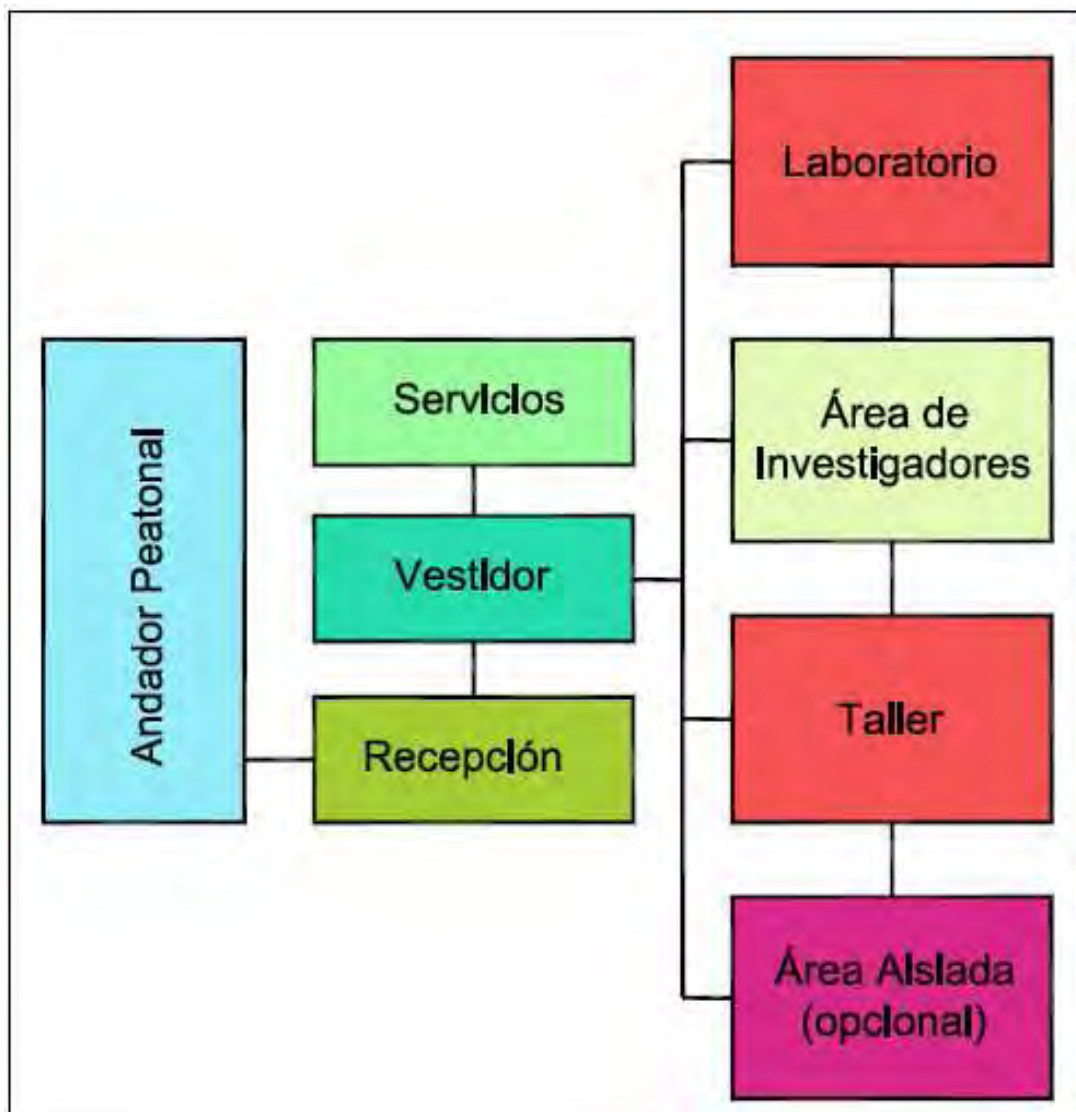 Andador Peatonal
Servicios
Vestidor
Recepción
Laboratorio
Área de
Investigadores
Taller
Área Aislada
(opcional)